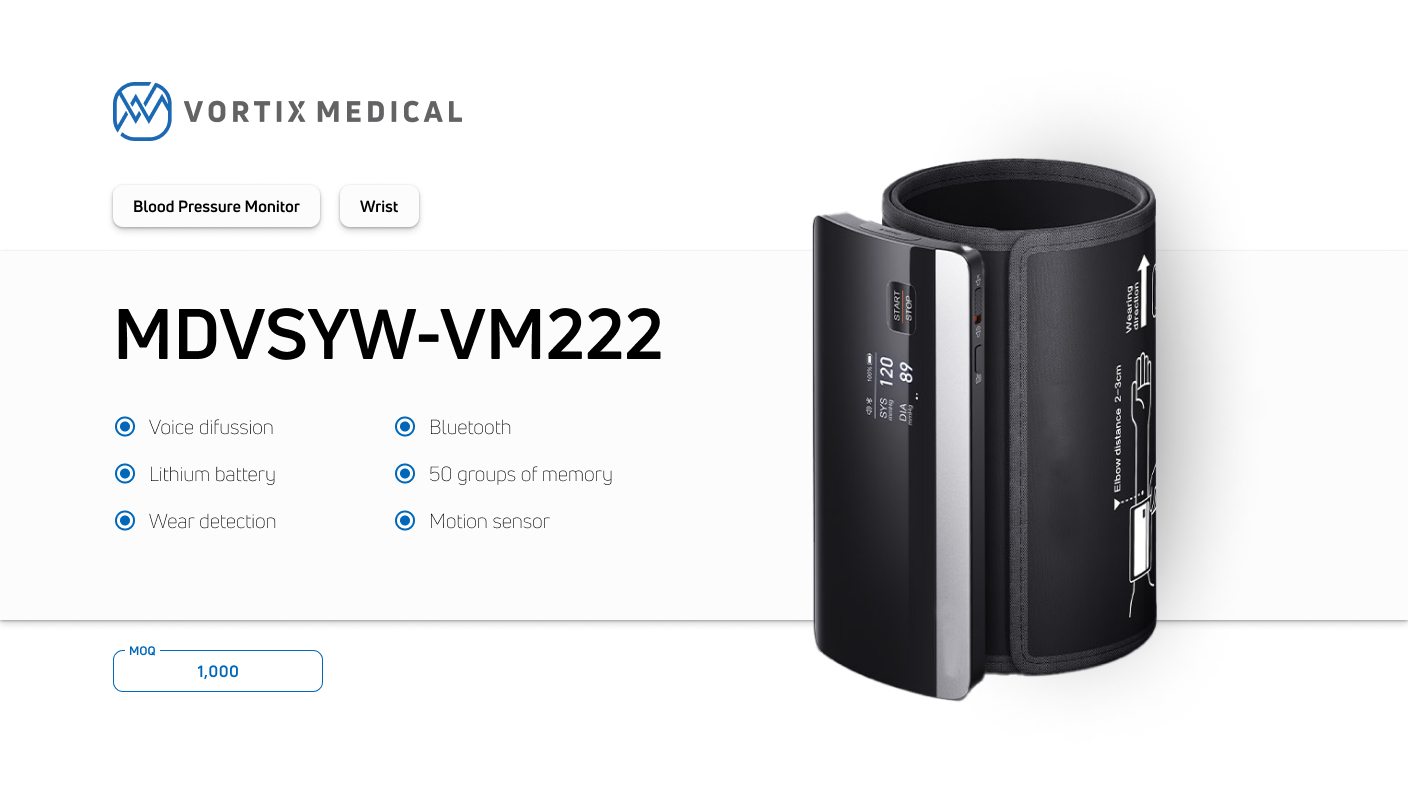 VORTIX MEDICAL
Blood Pressure Monitor
Wrist
MDVSYW-VM222
Voice difussion
Bluetooth
Lithium battery
50 groups of memory
Wear detection
Motion sensor
MOQ
1,000
START
STOP
100%
SYS
mmHg
120
DIA
mmHg
89
Wearing
direction
Elbow distance 2-3cm